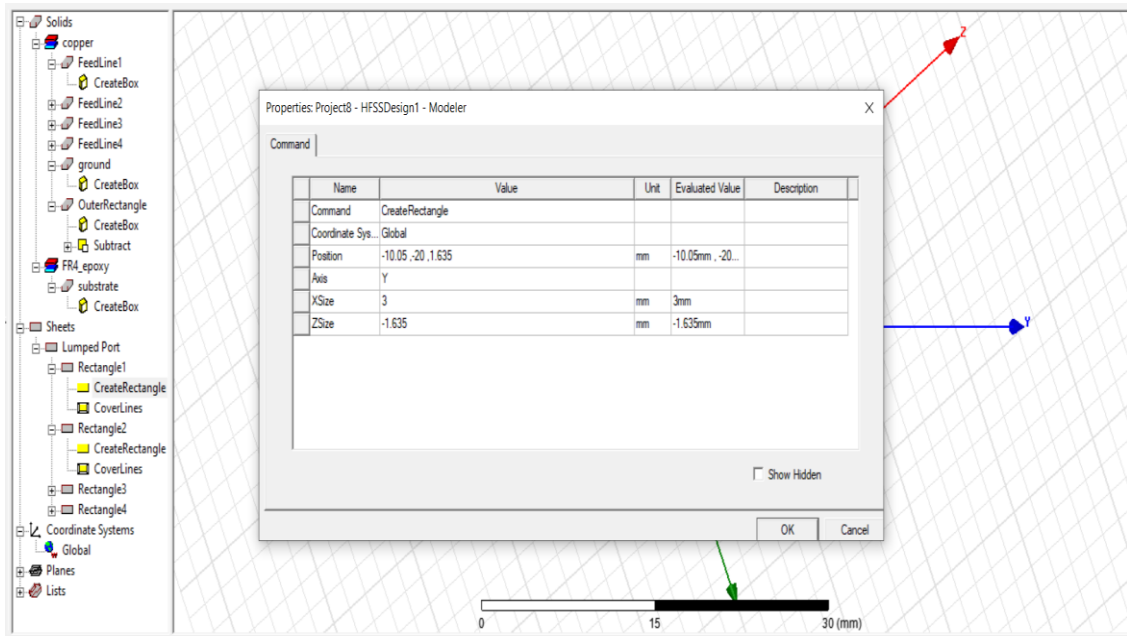 Solids
copper
FeedLine1
CreateBox
FeedLine2
FeedLine3
FeedLine4
ground
CreateBox
OuterRectangle
CreateBox
Subtract
FR4_epoxy
substrate
CreateBox
Sheets
Lumped Port
Rectangle1
CreateRectangle
CoverLines
Rectangle2
CreateRectangle
CoverLines
Rectangle3
Rectangle4
Coordinate Systems
Global
Planes
Lists
Z
Properties: Project8 - HFSSDesign1 - Modeler X
Command
Name Value Unit Evaluated Value Description
Command CreateRectangle
Coordinate Sys... Global
Position -10.05 ,-20 ,1.635 mm -10.05mm , -20...
Axis Y
XSize 3 mm 3mm
ZSize -1.635 mm -1.635mm
Show Hidden
OK Cancel
Y
0 15 30 (mm)